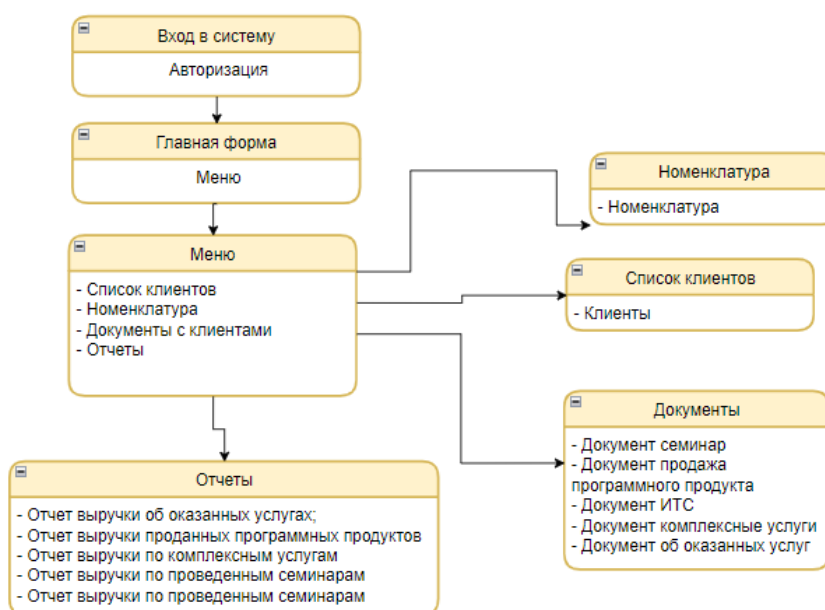 Вход в систему
Авторизация
Главная форма
Меню
Меню
- Список клиентов
- Номенклатура
- Документы с клиентами
- Отчеты
Номенклатура
- Номенклатура
Список клиентов
- Клиенты
Документы
- Документ семинар
- Документ продажа
программного продукта
- Документ ИТС
- Документ комплексные услуги
- Документ об оказанных услуг
Отчеты
- Отчет выручки об оказанных услугах;
- Отчет выручки проданных программных продуктов
- Отчет выручки по комплексным услугам
- Отчет выручки по проведенным семинарам
- Отчет выручки по проведенным семинарам